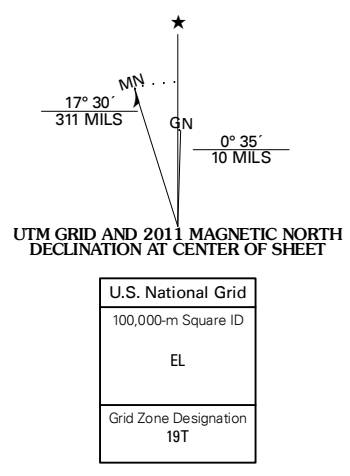 ★
MN
GN
17° 30´
311 MILS
0° 35´
10 MILS
UTM GRID AND 2011 MAGNETIC NORTH
DECLINATION AT CENTER OF SHEET
U.S. National Grid
100,000-m Square ID
EL
Grid Zone Designation
19T